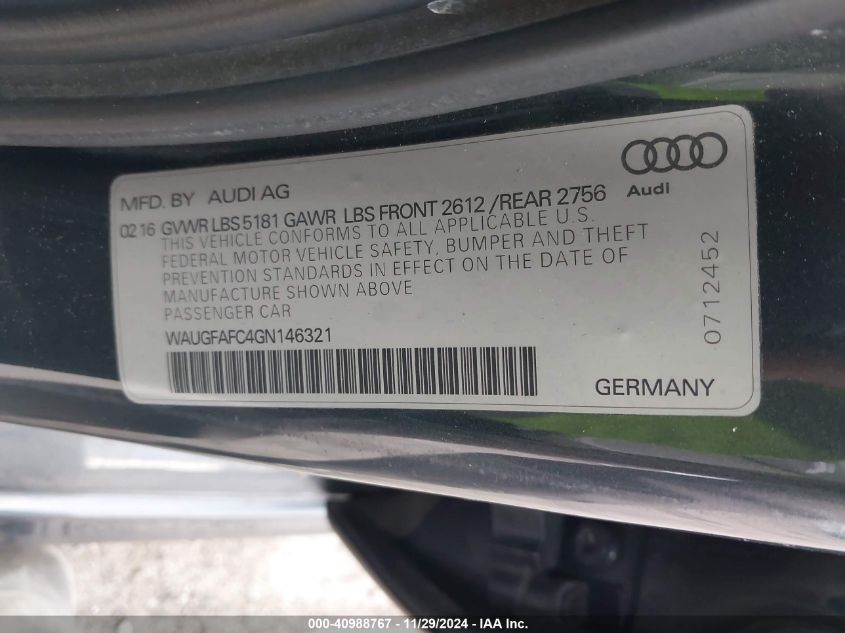 MFD. BY AUDI AG
Audi
02 16 GVWR LBS 5181 GAWR LBS FRONT 2612 / REAR 2756
THIS VEHICLE CONFORMS TO ALL APPLICABLE U.S.
FEDERAL MOTOR VEHICLE SAFETY, BUMPER AND THEFT
PREVENTION STANDARDS IN EFFECT ON THE DATE OF
MANUFACTURE SHOWN ABOVE
PASSENGER CAR
WAUGFAFC4GN146321
0712452
GERMANY
000-40988767 - 11/29/2024 - IAA Inc.